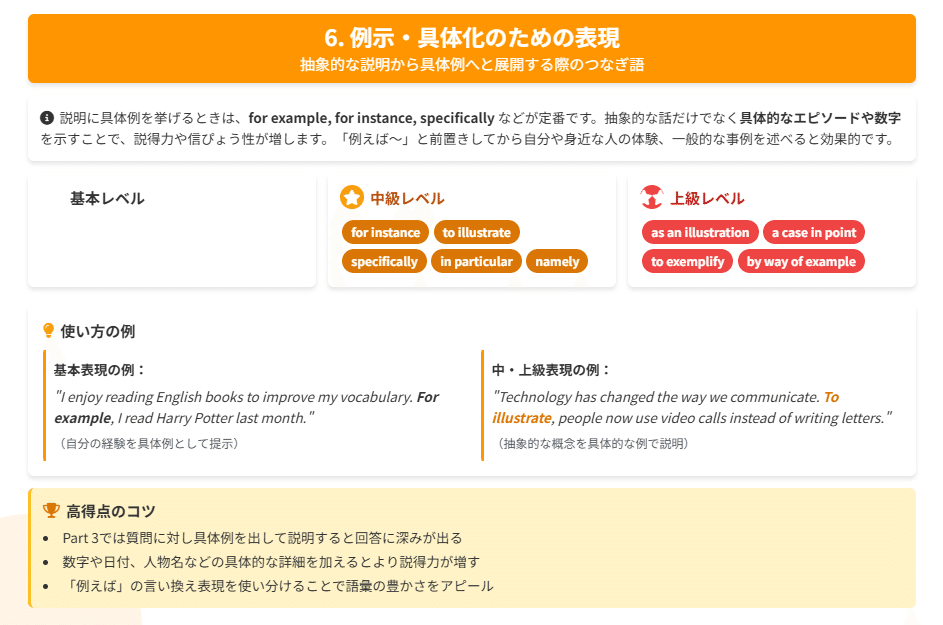 6. 例示・具体化のための表現
抽象的な説明から具体例へと展開する際のつなぎ語
説明に具体例を挙げるときは、for example, for instance, specifically などが定番です。抽象的な話だけでなく具体的なエピソードや数字
を示すことで、説得力や信ぴょう性が増します。「例えば〜」と前置きしてから自分や身近な人の体験、一般的な事例を述べると効果的です。
基本レベル
中級レベル
for instance
to illustrate
specifically
in particular
namely
上級レベル
as an illustration
a case in point
to exemplify
by way of example
使い方の例
基本表現の例：
"I enjoy reading English books to improve my vocabulary. For
example, I read Harry Potter last month."
（自分の経験を具体例として提示）
中・上級表現の例：
"Technology has changed the way we communicate. To
illustrate, people now use video calls instead of writing letters."
（抽象的な概念を具体的な例で説明）
高得点のコツ
• Part 3では質問に対し具体例を出して説明すると回答に深みが出る
• 数字や日付、人物名などの具体的な詳細を加えるとより説得力が増す
• 「例えば」の言い換え表現を使い分けることで語彙の豊かさをアピール